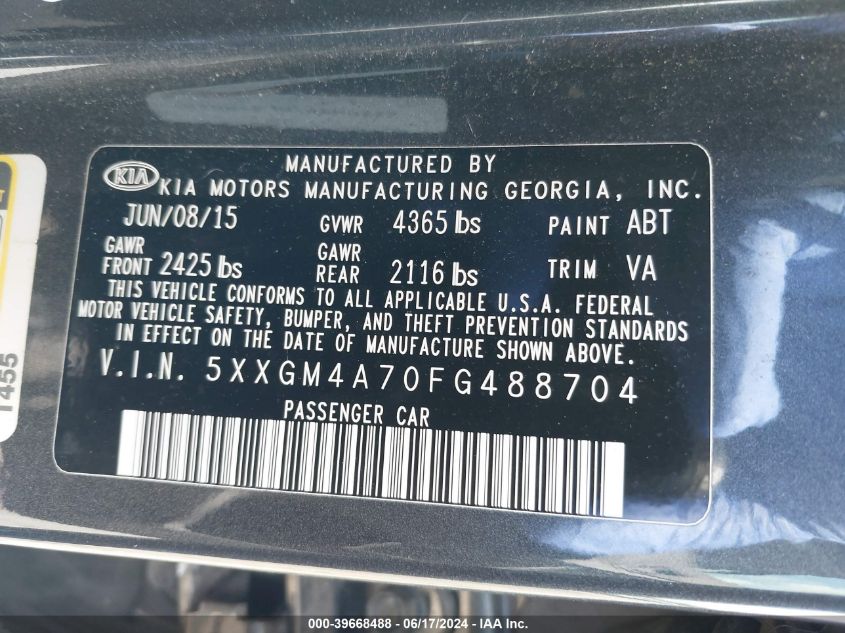 MANUFACTURED BY
KIA KIA MOTORS MANUFACTURING GEORGIA, INC.
JUN/08/15 GVWR 4365 lbs PAINT ABT
GAWR FRONT 2425 lbs GAWR REAR 2116 lbs TRIM VA
THIS VEHICLE CONFORMS TO ALL APPLICABLE U.S.A. FEDERAL
MOTOR VEHICLE SAFETY, BUMPER, AND THEFT PREVENTION STANDARDS
IN EFFECT ON THE DATE OF MANUFACTURE SHOWN ABOVE.
V.I.N. 5XXGM4A70FG488704
PASSENGER CAR
000-39668488 - 06/17/2024 - IAA Inc.